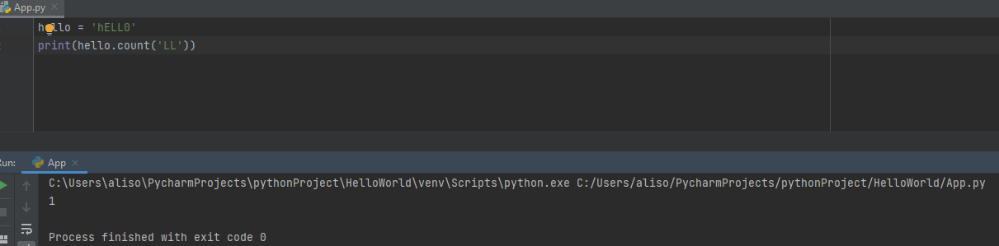 App.py
hello = 'hELL0'
print(hello.count('LL'))
Run: App
C:\Users\aliso\PycharmProjects\pythonProject\HelloWorld\venv\Scripts\python.exe C:/Users/aliso/PycharmProjects/pythonProject/HelloWorld/App.py
1
Process finished with exit code 0